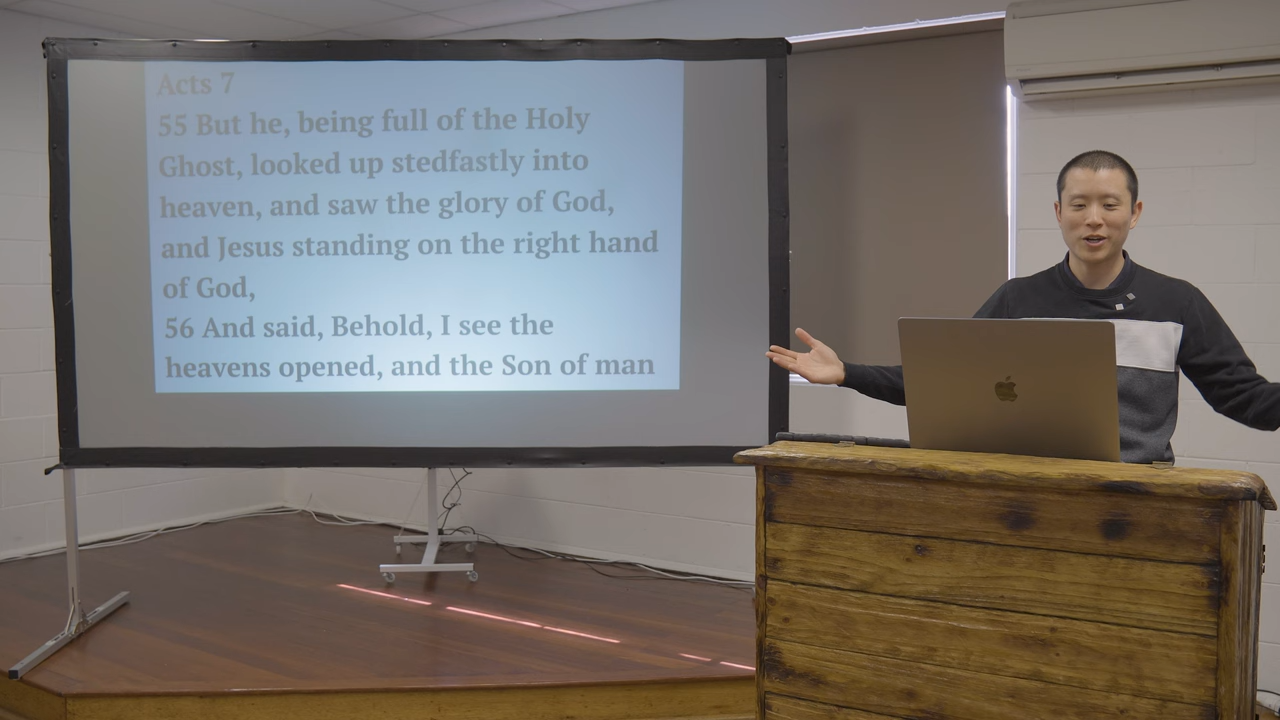 Acts 7
55 But he, being full of the Holy
Ghost, looked up stedfastly into
heaven, and saw the glory of God,
and Jesus standing on the right hand
of God,
56 And said, Behold, I see the
heavens opened, and the Son of man